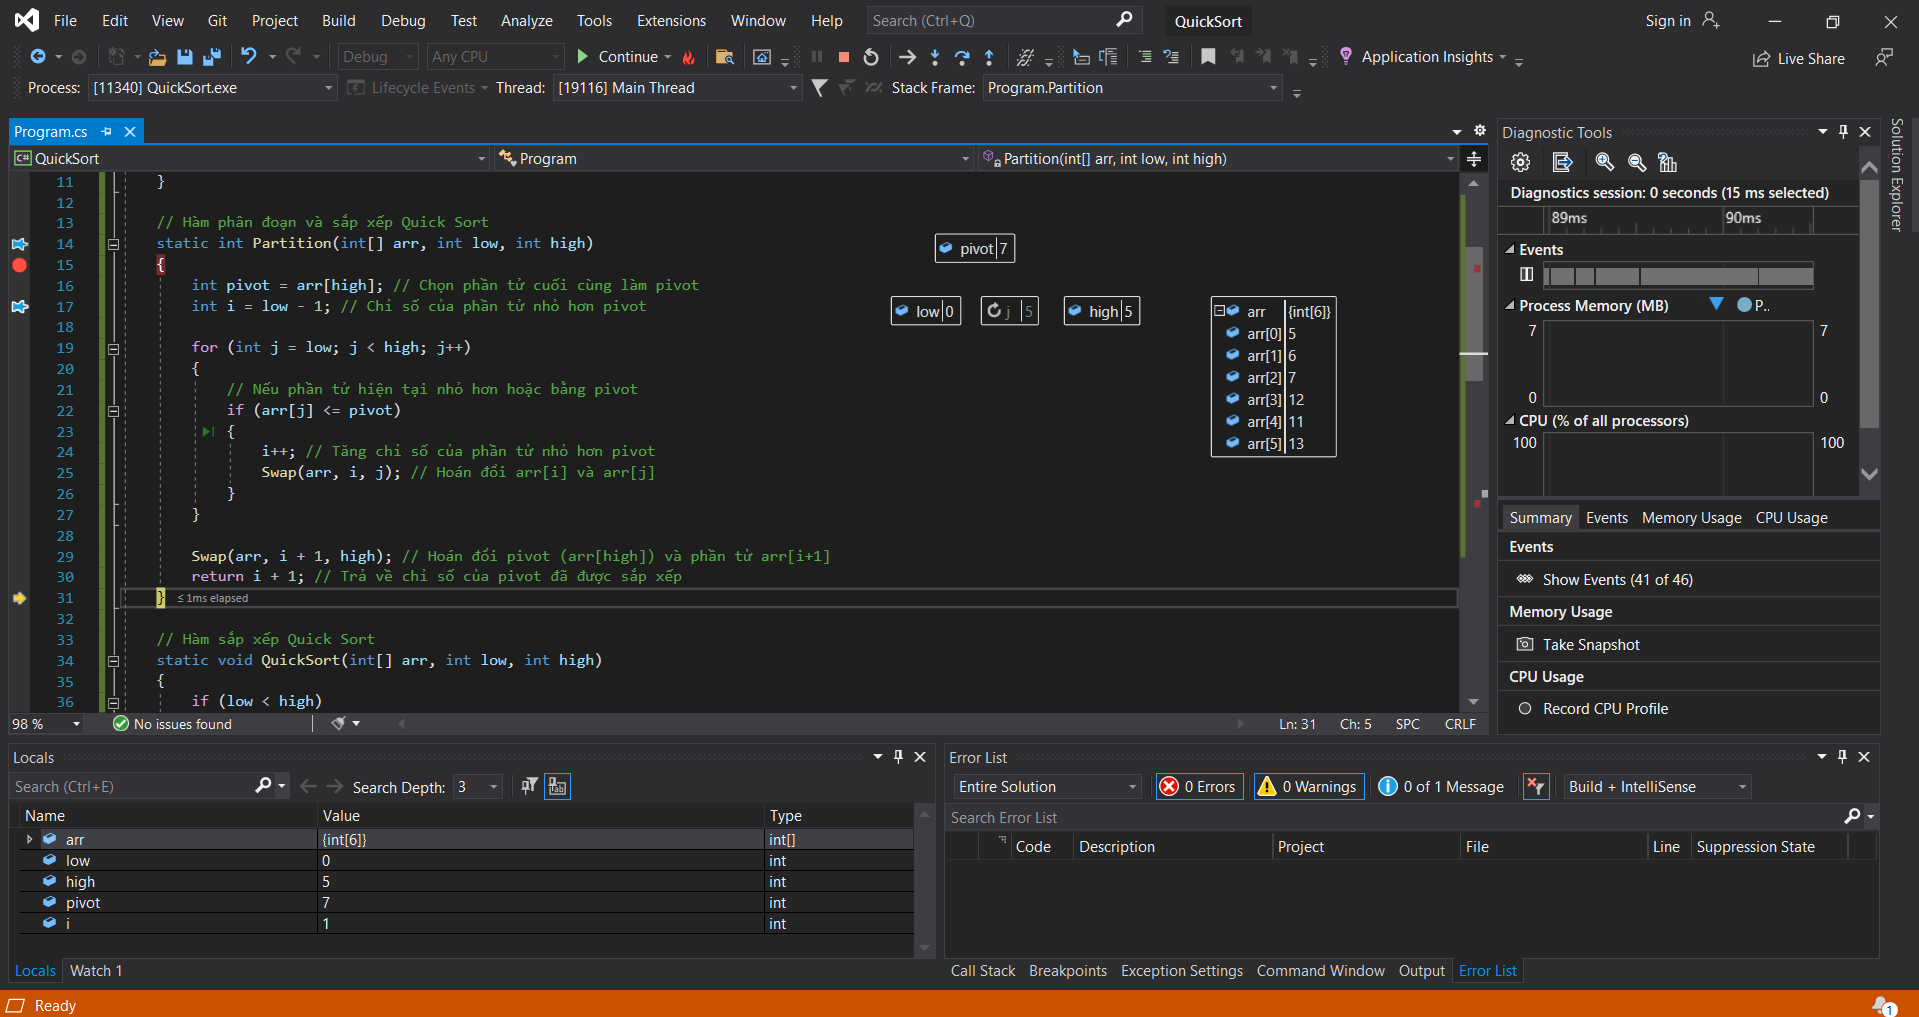 File Edit View Git Project Build Debug Test Analyze Tools Extensions Window Help Search (Ctrl+Q) QuickSort Sign in
Debug Any CPU Continue Application Insights Live Share
Process: [11340] QuickSort.exe Lifecycle Events Thread: [19116] Main Thread Stack Frame: Program.Partition
Program.cs
QuickSort Program Partition(int[] arr, int low, int high)
11 }
12
13 // Hàm phân đoạn và sắp xếp Quick Sort
14 static int Partition(int[] arr, int low, int high)
15 {
16 int pivot = arr[high]; // Chọn phần tử cuối cùng làm pivot
17 int i = low - 1; // Chỉ số của phần tử nhỏ hơn pivot
18
19 for (int j = low; j < high; j++)
20 {
21 // Nếu phần tử hiện tại nhỏ hơn hoặc bằng pivot
22 if (arr[j] <= pivot)
23 {
24 i++; // Tăng chỉ số của phần tử nhỏ hơn pivot
25 Swap(arr, i, j); // Hoán đổi arr[i] và arr[j]
26 }
27 }
28
29 Swap(arr, i + 1, high); // Hoán đổi pivot (arr[high]) và phần tử arr[i+1]
30 return i + 1; // Trả về chỉ số của pivot đã được sắp xếp
31 } ≤ 1ms elapsed
32
33 // Hàm sắp xếp Quick Sort
34 static void QuickSort(int[] arr, int low, int high)
35 {
36 if (low < high)
pivot 7
low 0 j 5 high 5
arr {int[6]}
arr[0] 5
arr[1] 6
arr[2] 7
arr[3] 12
arr[4] 11
arr[5] 13
98 % No issues found Ln: 31 Ch: 5 SPC CRLF
Diagnostic Tools
Diagnostics session: 0 seconds (15 ms selected)
89ms 90ms
Events
Process Memory (MB) P..
7 7
0 0
CPU (% of all processors)
100 100
Summary Events Memory Usage CPU Usage
Events
Show Events (41 of 46)
Memory Usage
Take Snapshot
CPU Usage
Record CPU Profile
Solution Explorer
Locals
Search (Ctrl+E) Search Depth: 3
Name Value Type
arr {int[6]} int[]
low 0 int
high 5 int
pivot 7 int
i 1 int
Locals Watch 1
Error List
Entire Solution 0 Errors 0 Warnings 0 of 1 Message Build + IntelliSense
Search Error List
Code Description Project File Line Suppression State
Call Stack Breakpoints Exception Settings Command Window Output Error List
Ready 1